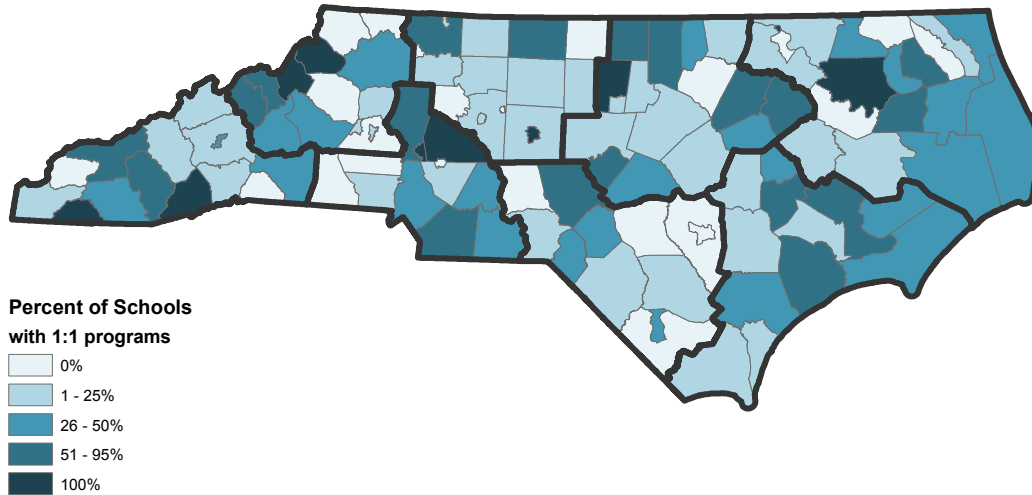 Percent of Schools
with 1:1 programs
0%
1 - 25%
26 - 50%
51 - 95%
100%